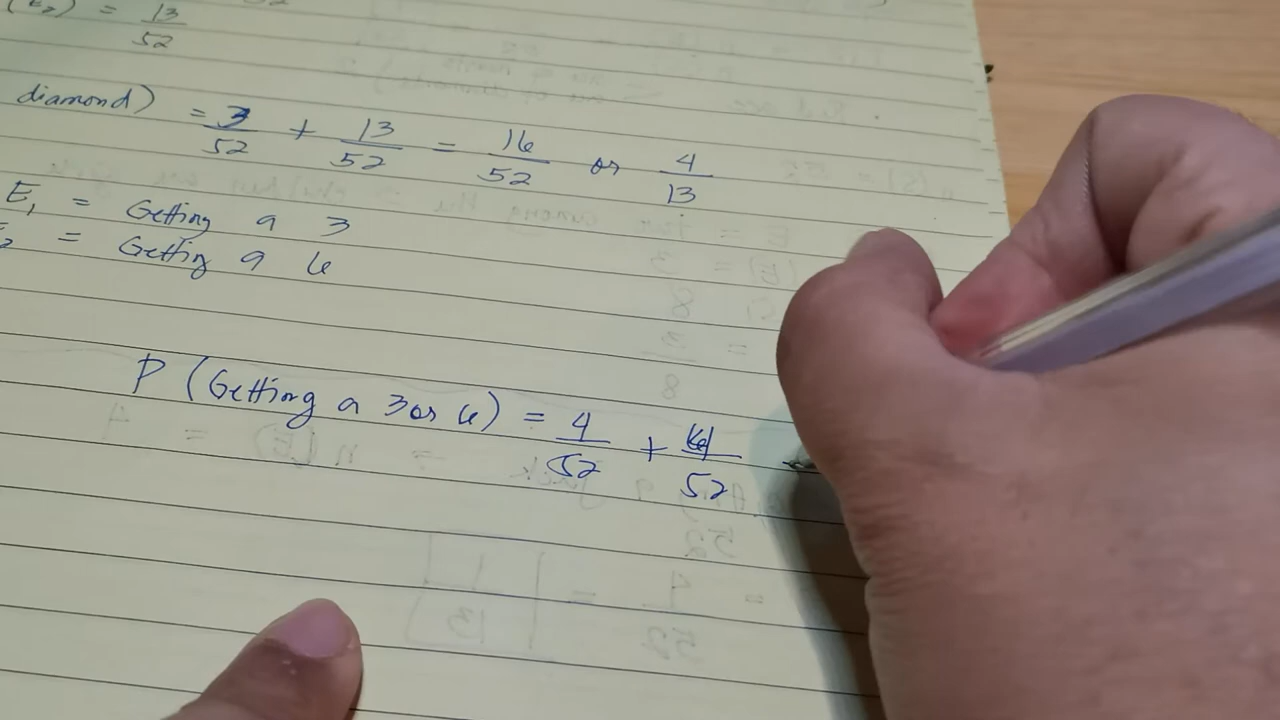 (E₂) = 13/52
diamond) = 3/52 + 13/52 = 16/52 or 4/13
E₁ = Getting a 3
E₂ = Getting a 6
P (Getting a 3 or 6) = 4/52 + 4/52